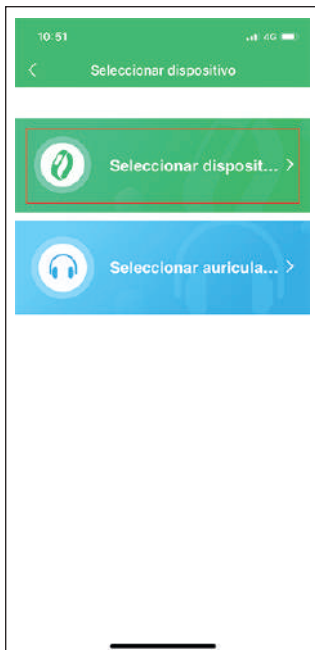 10:51
4G
Seleccionar dispositivo
Seleccionar disposit...
Seleccionar auricula...